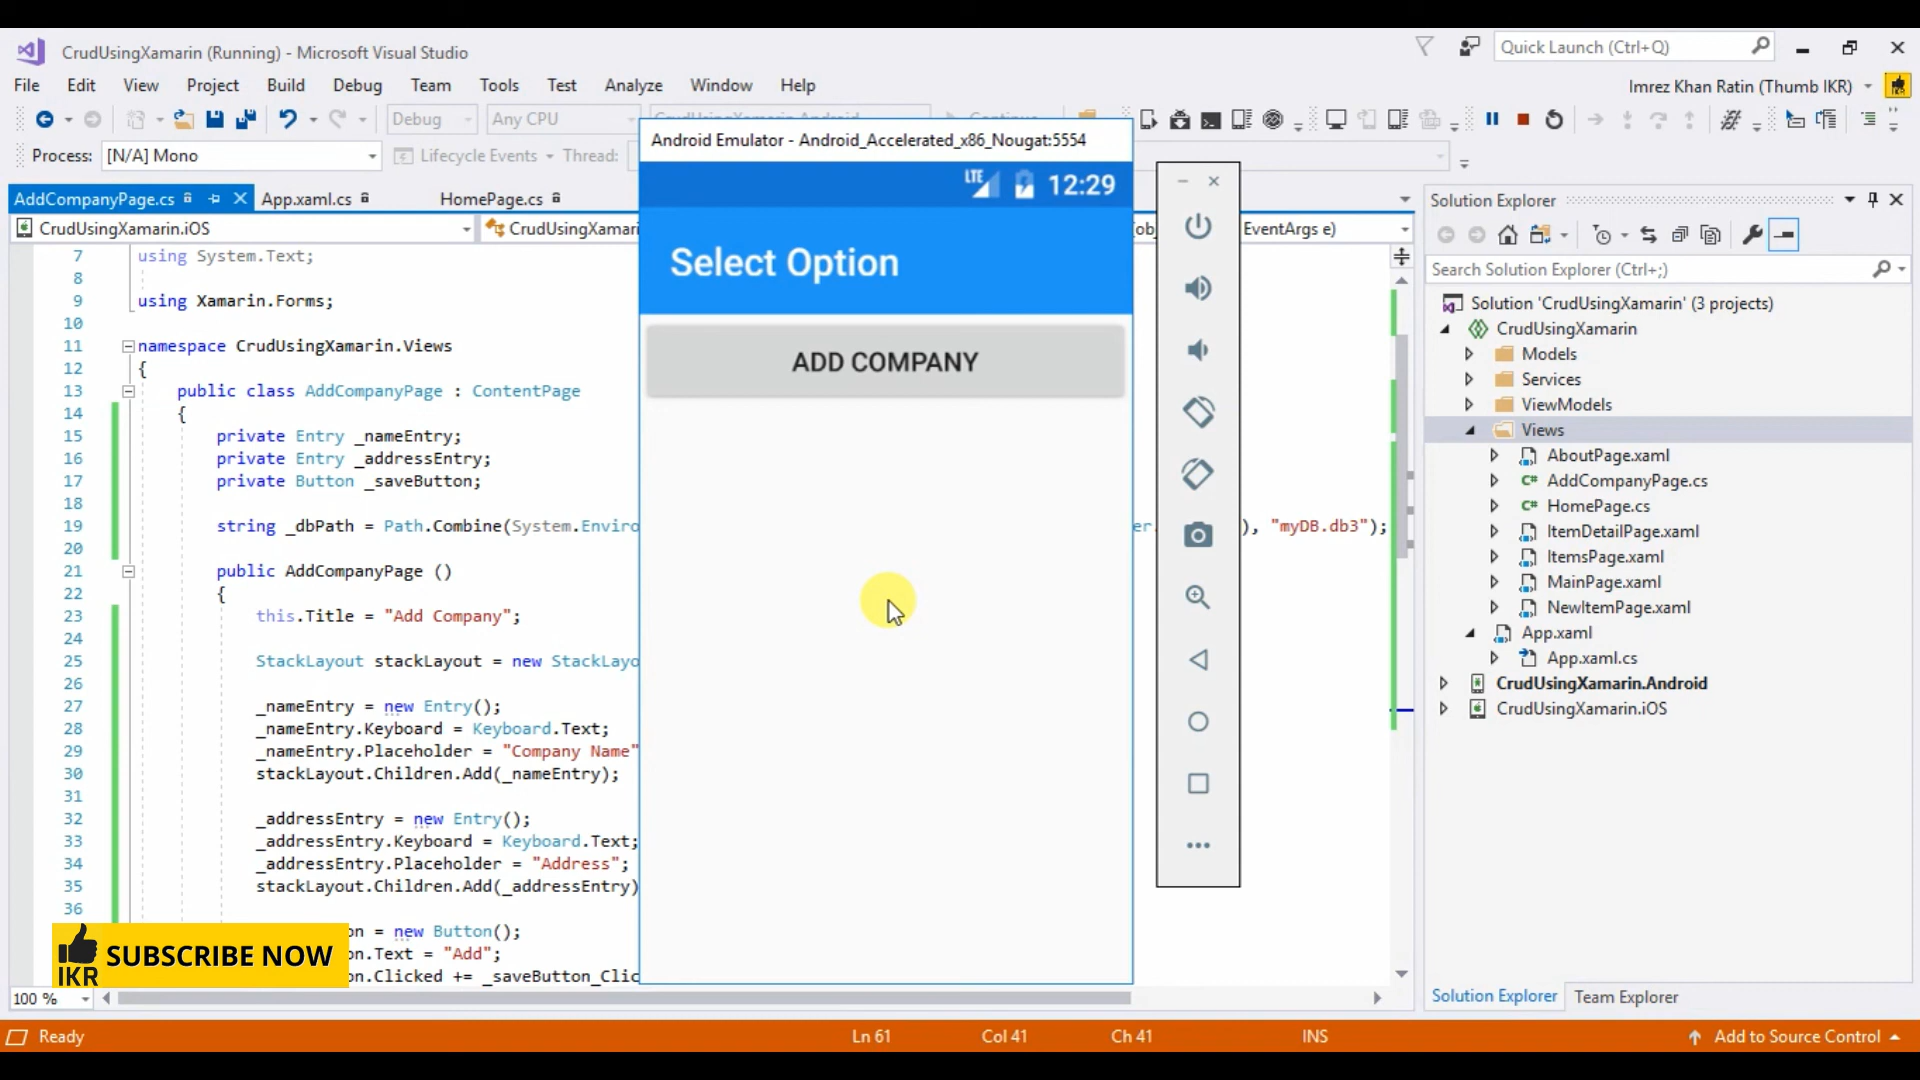 CrudUsingXamarin (Running) - Microsoft Visual Studio
Quick Launch (Ctrl+Q)
File Edit View Project Build Debug Team Tools Test Analyze Window Help
Imrez Khan Ratin (Thumb IKR)
Debug Any CPU
Process: [N/A] Mono Lifecycle Events Thread:
Android Emulator - Android_Accelerated_x86_Nougat:5554
LTE 12:29
Select Option
ADD COMPANY
AddCompanyPage.cs App.xaml.cs HomePage.cs
CrudUsingXamarin.iOS
EventArgs e)
7 using System.Text;
8
9 using Xamarin.Forms;
10
11 namespace CrudUsingXamarin.Views
12 {
13 public class AddCompanyPage : ContentPage
14 {
15 private Entry _nameEntry;
16 private Entry _addressEntry;
17 private Button _saveButton;
18
19 string _dbPath = Path.Combine(System.Enviro "myDB.db3");
20
21 public AddCompanyPage ()
22 {
23 this.Title = "Add Company";
24
25 StackLayout stackLayout = new StackLayo
26
27 _nameEntry = new Entry();
28 _nameEntry.Keyboard = Keyboard.Text;
29 _nameEntry.Placeholder = "Company Name"
30 stackLayout.Children.Add(_nameEntry);
31
32 _addressEntry = new Entry();
33 _addressEntry.Keyboard = Keyboard.Text;
34 _addressEntry.Placeholder = "Address";
35 stackLayout.Children.Add(_addressEntry)
36
on = new Button();
on.Text = "Add";
on.Clicked += _saveButton_Clic
IKR SUBSCRIBE NOW
100 %
Solution Explorer
Search Solution Explorer (Ctrl+;)
Solution 'CrudUsingXamarin' (3 projects)
CrudUsingXamarin
Models
Services
ViewModels
Views
AboutPage.xaml
C# AddCompanyPage.cs
C# HomePage.cs
ItemDetailPage.xaml
ItemsPage.xaml
MainPage.xaml
NewItemPage.xaml
App.xaml
App.xaml.cs
CrudUsingXamarin.Android
CrudUsingXamarin.iOS
Solution Explorer Team Explorer
Ready Ln 61 Col 41 Ch 41 INS Add to Source Control